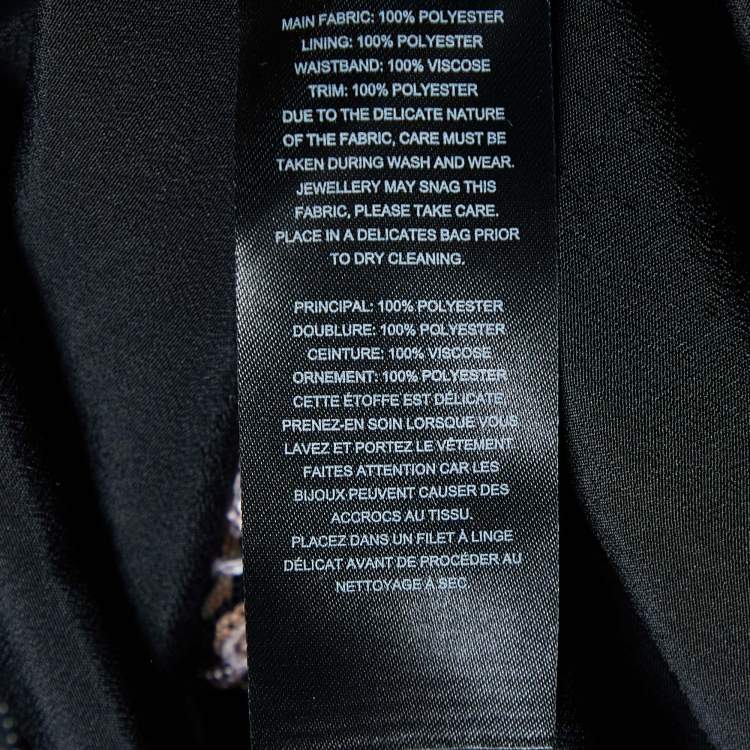 MAIN FABRIC: 100% POLYESTER
LINING: 100% POLYESTER
WAISTBAND: 100% VISCOSE
TRIM: 100% POLYESTER
DUE TO THE DELICATE NATURE
OF THE FABRIC, CARE MUST BE
TAKEN DURING WASH AND WEAR.
JEWELLERY MAY SNAG THIS
FABRIC, PLEASE TAKE CARE.
PLACE IN A DELICATES BAG PRIOR
TO DRY CLEANING.
PRINCIPAL: 100% POLYESTER
DOUBLURE: 100% POLYESTER
CEINTURE: 100% VISCOSE
ORNEMENT: 100% POLYESTER
CETTE ÉTOFFE EST DÉLICATE
PRENEZ-EN SOIN LORSQUE VOUS
LAVEZ ET PORTEZ LE VÊTEMENT
FAITES ATTENTION CAR LES
BIJOUX PEUVENT CAUSER DES
ACCROCS AU TISSU.
PLACEZ DANS UN FILET À LINGE
DÉLICAT AVANT DE PROCÉDER AU
NETTOYAGE À SEC